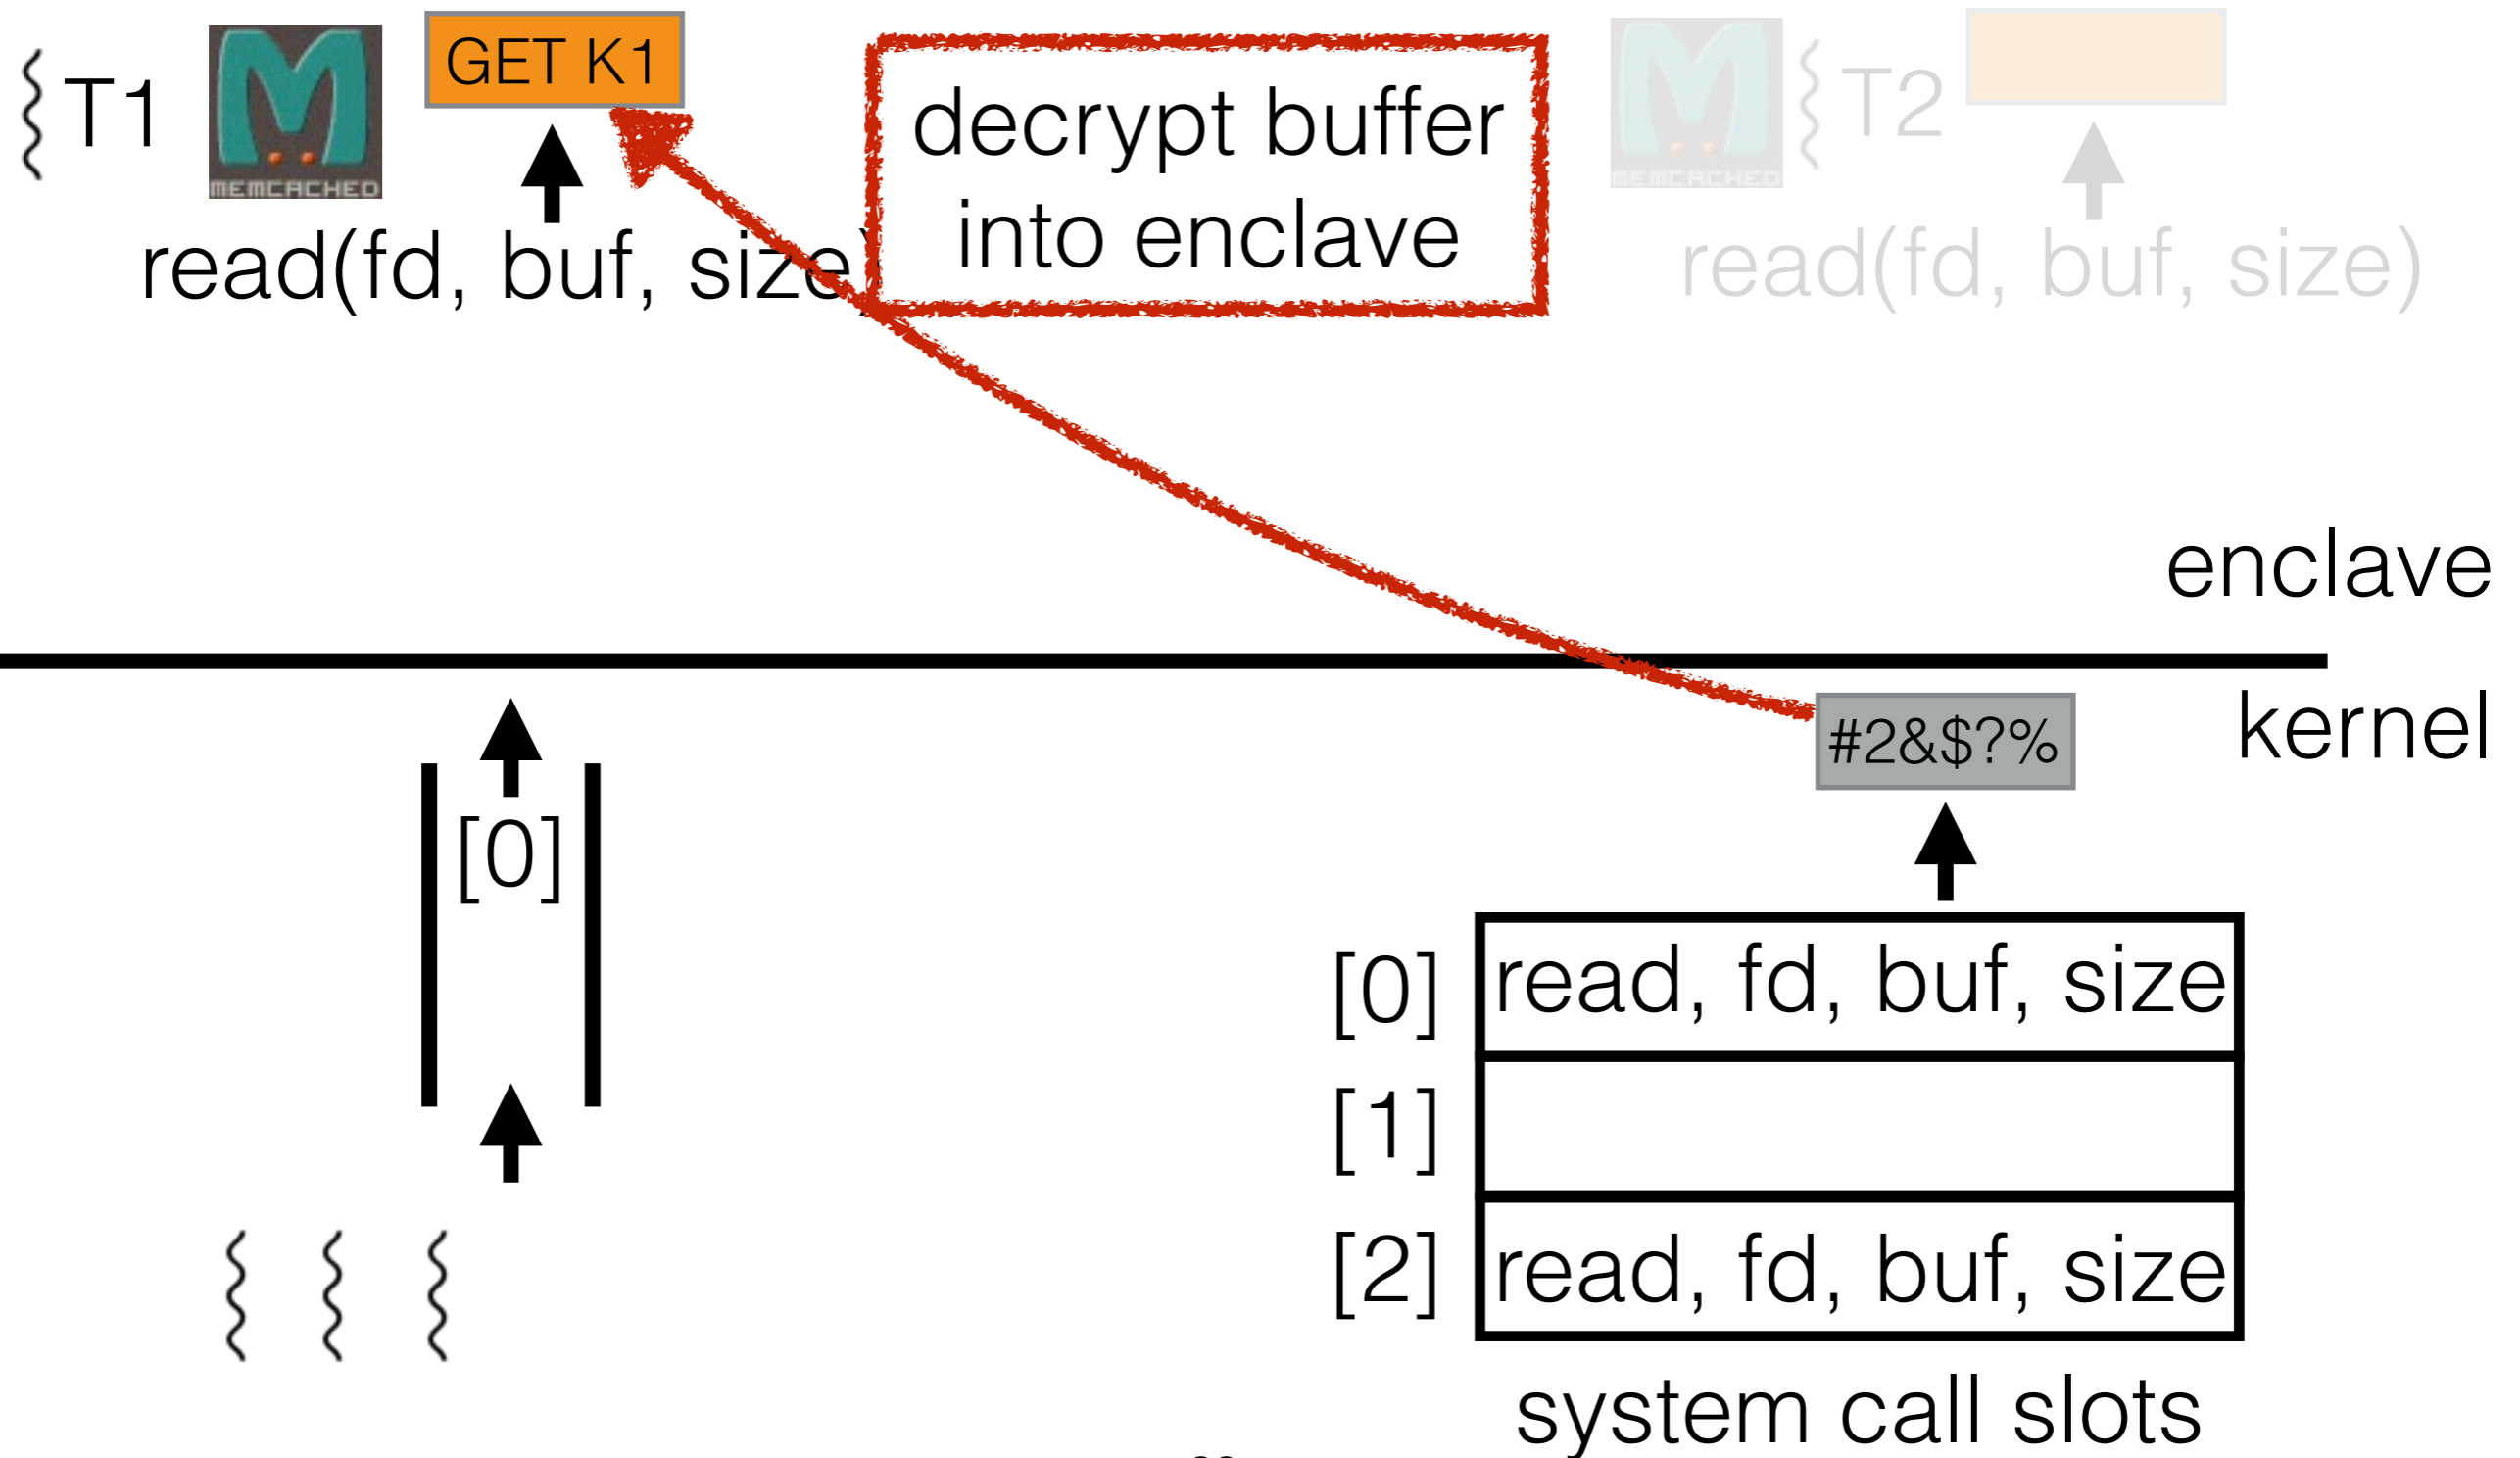 T1
MEMCACHED
GET K1
read(fd, buf, size)
decrypt buffer
into enclave
MEMCACHED
T2
read(fd, buf, size)
enclave
kernel
#2&$?%
[0]
[0] read, fd, buf, size
[1]
[2] read, fd, buf, size
system call slots